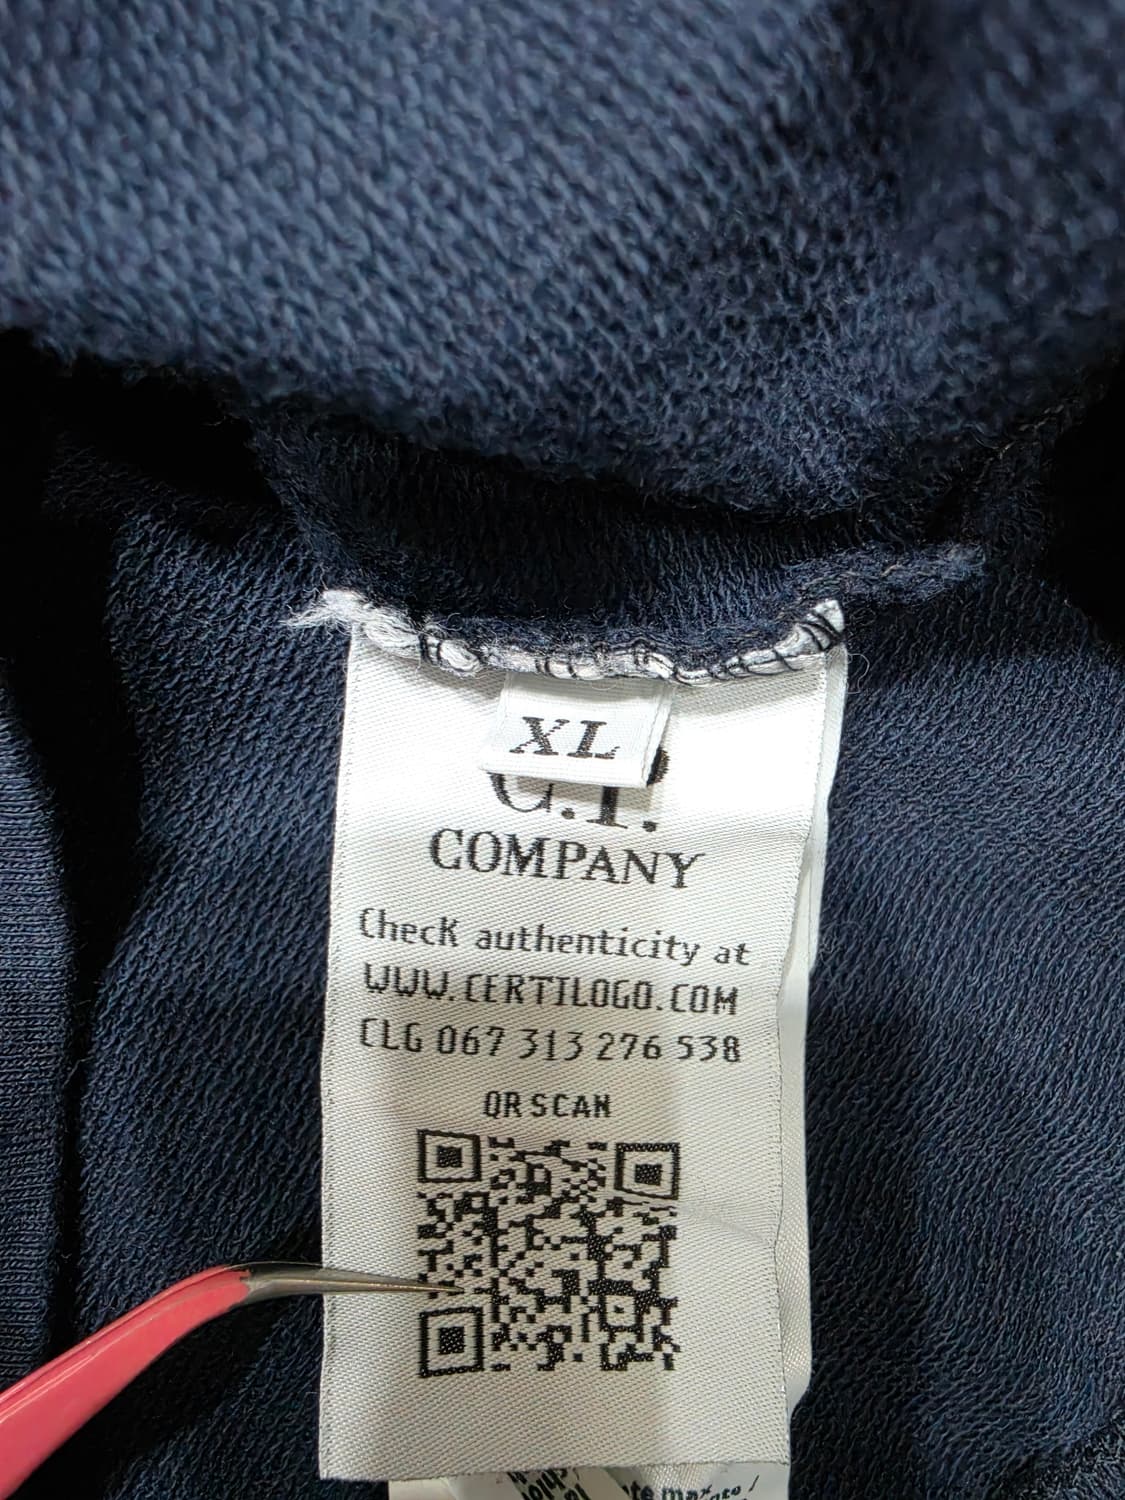 XL
C.P.
COMPANY
Check authenticity at
WWW.CERTILOGO.COM
CLG 067 313 276 538
QR SCAN